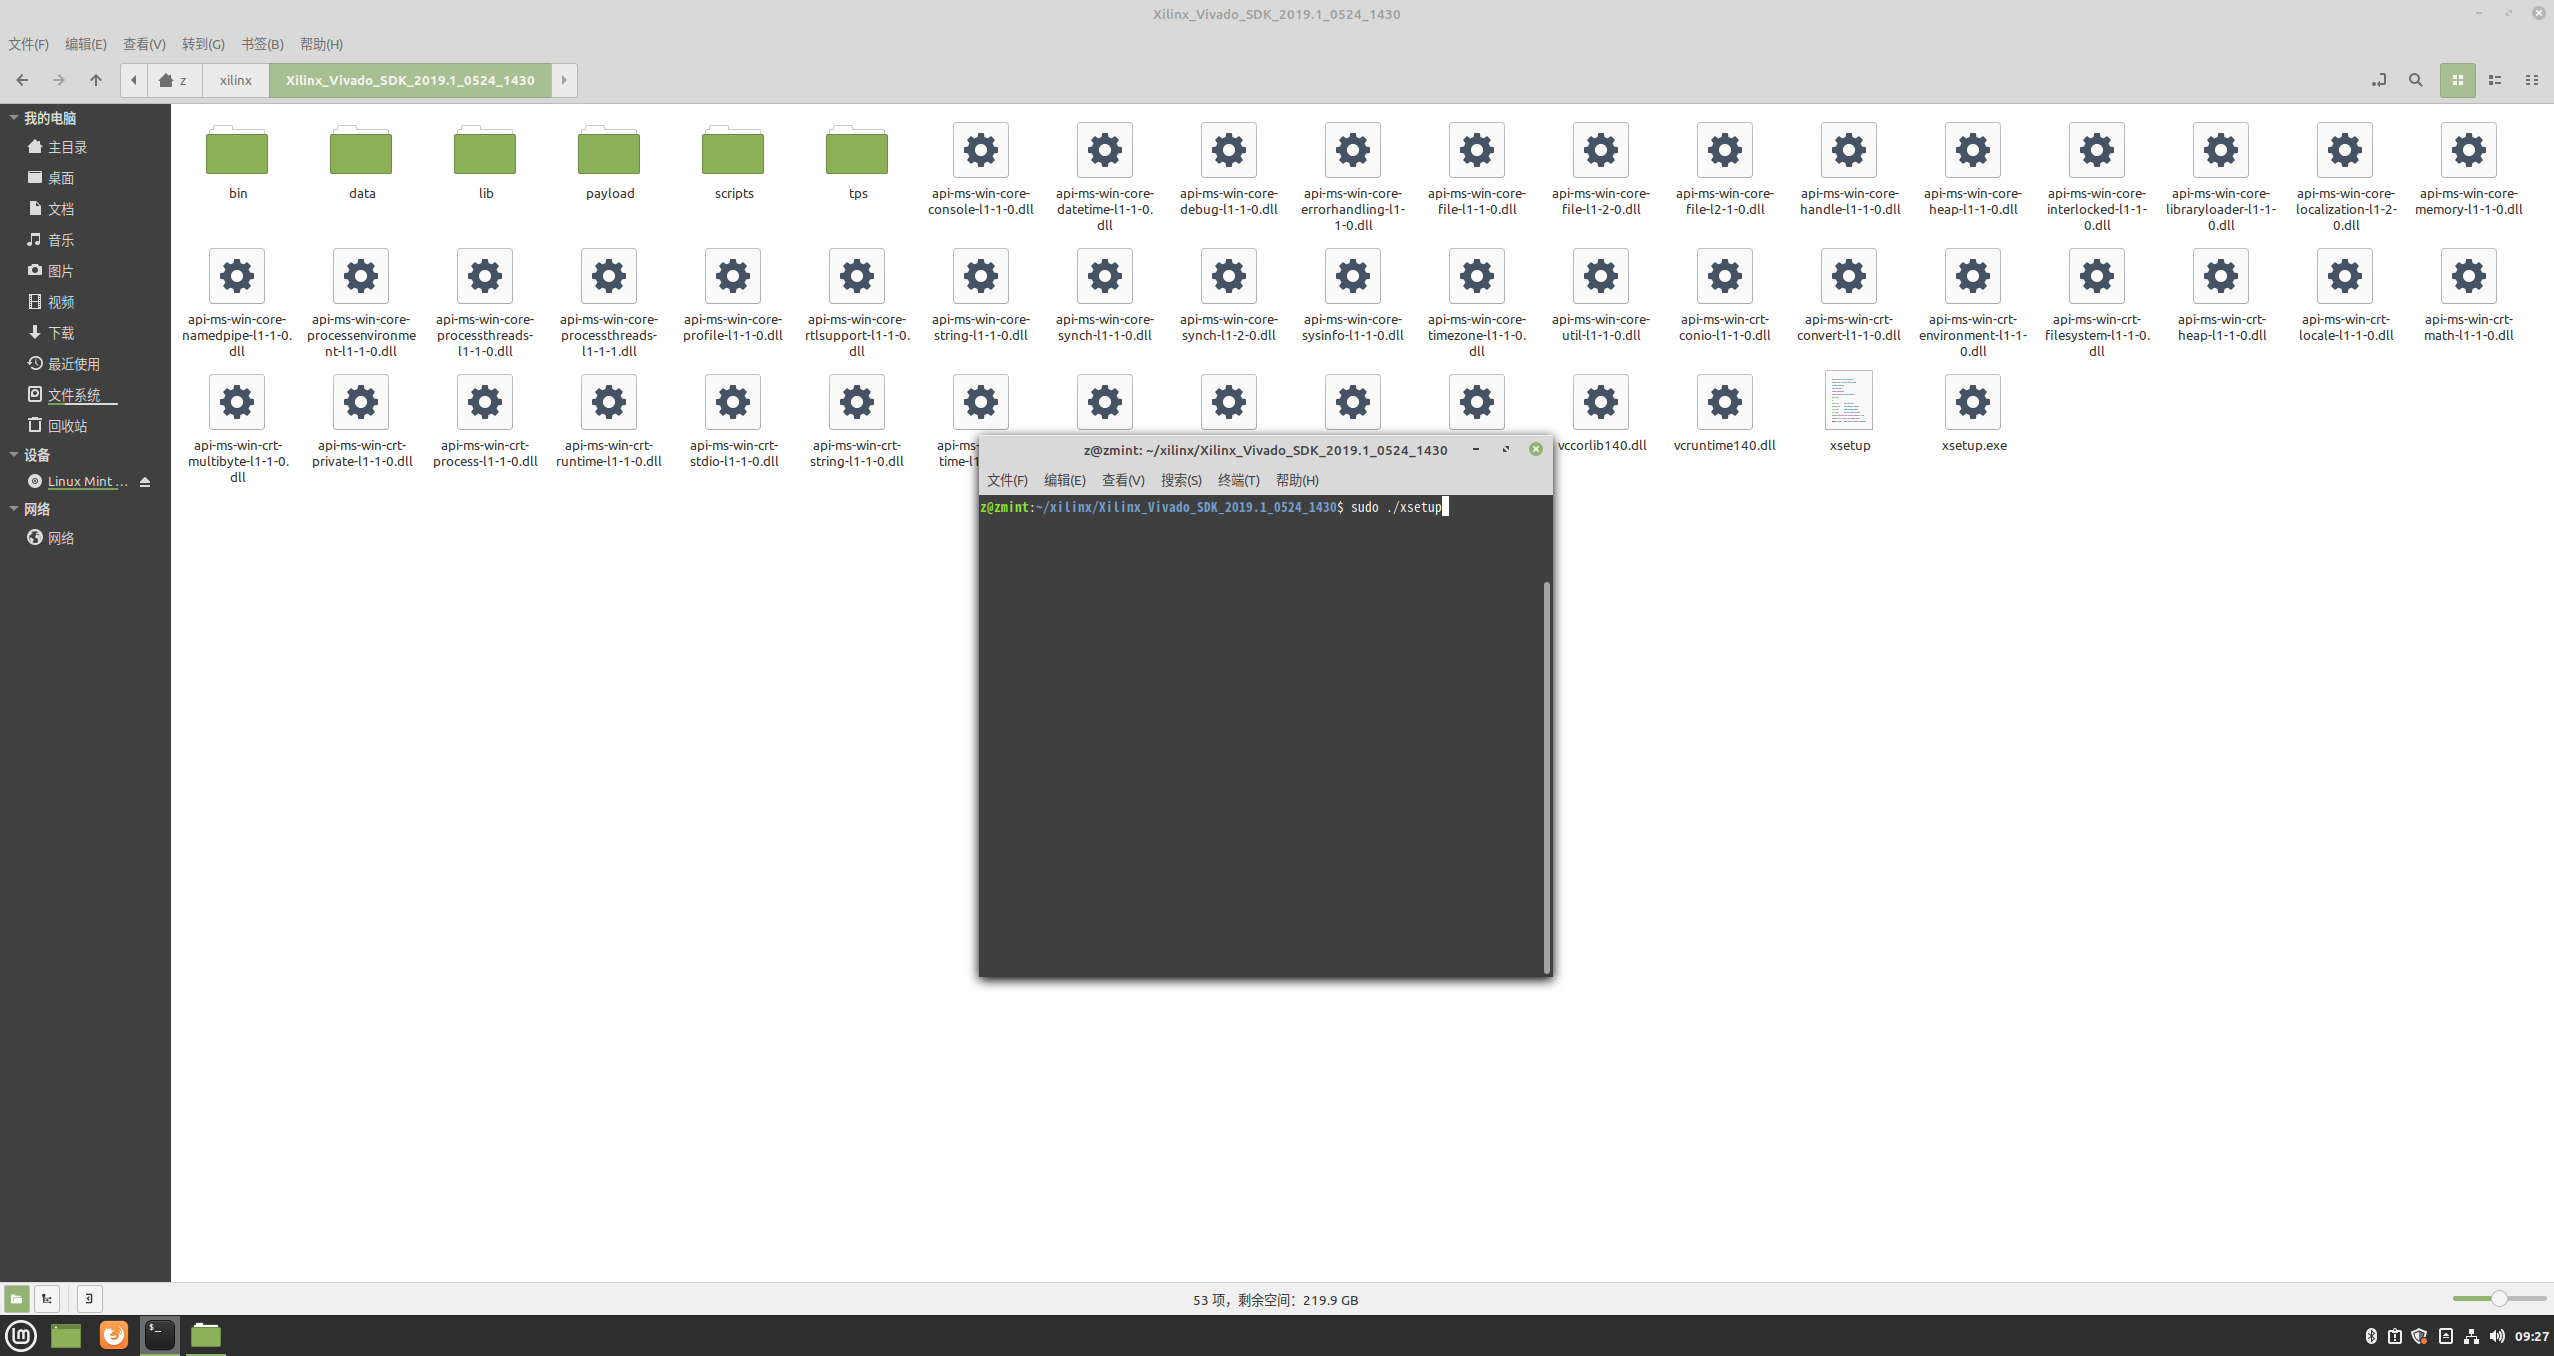 Xilinx_Vivado_SDK_2019.1_0524_1430
文件(F) 编辑(E) 查看(V) 转到(G) 书签(B) 帮助(H)
z xilinx Xilinx_Vivado_SDK_2019.1_0524_1430
我的电脑
主目录
桌面
文档
音乐
图片
视频
下载
最近使用
文件系统
回收站
设备
Linux Mint ...
网络
网络
bin
data
lib
payload
scripts
tps
api-ms-win-core-
console-l1-1-0.dll
api-ms-win-core-
datetime-l1-1-0.
dll
api-ms-win-core-
debug-l1-1-0.dll
api-ms-win-core-
errorhandling-l1-
1-0.dll
api-ms-win-core-
file-l1-1-0.dll
api-ms-win-core-
file-l1-2-0.dll
api-ms-win-core-
file-l2-1-0.dll
api-ms-win-core-
handle-l1-1-0.dll
api-ms-win-core-
heap-l1-1-0.dll
api-ms-win-core-
interlocked-l1-1-
0.dll
api-ms-win-core-
libraryloader-l1-1-
0.dll
api-ms-win-core-
localization-l1-2-
0.dll
api-ms-win-core-
memory-l1-1-0.dll
api-ms-win-core-
namedpipe-l1-1-0.
dll
api-ms-win-core-
processenvironme
nt-l1-1-0.dll
api-ms-win-core-
processthreads-
l1-1-0.dll
api-ms-win-core-
processthreads-
l1-1-1.dll
api-ms-win-core-
profile-l1-1-0.dll
api-ms-win-core-
rtlsupport-l1-1-0.
dll
api-ms-win-core-
string-l1-1-0.dll
api-ms-win-core-
synch-l1-1-0.dll
api-ms-win-core-
synch-l1-2-0.dll
api-ms-win-core-
sysinfo-l1-1-0.dll
api-ms-win-core-
timezone-l1-1-0.
dll
api-ms-win-core-
util-l1-1-0.dll
api-ms-win-crt-
conio-l1-1-0.dll
api-ms-win-crt-
convert-l1-1-0.dll
api-ms-win-crt-
environment-l1-1-
0.dll
api-ms-win-crt-
filesystem-l1-1-0.
dll
api-ms-win-crt-
heap-l1-1-0.dll
api-ms-win-crt-
locale-l1-1-0.dll
api-ms-win-crt-
math-l1-1-0.dll
api-ms-win-crt-
multibyte-l1-1-0.
dll
api-ms-win-crt-
private-l1-1-0.dll
api-ms-win-crt-
process-l1-1-0.dll
api-ms-win-crt-
runtime-l1-1-0.dll
api-ms-win-crt-
stdio-l1-1-0.dll
api-ms-win-crt-
string-l1-1-0.dll
api-ms-
time-l1
vccorlib140.dll
vcruntime140.dll
xsetup
xsetup.exe
z@zmint: ~/xilinx/Xilinx_Vivado_SDK_2019.1_0524_1430
文件(F) 编辑(E) 查看(V) 搜索(S) 终端(T) 帮助(H)
z@zmint:~/xilinx/Xilinx_Vivado_SDK_2019.1_0524_1430$ sudo ./xsetup
53 项，剩余空间：219.9 GB
09:27